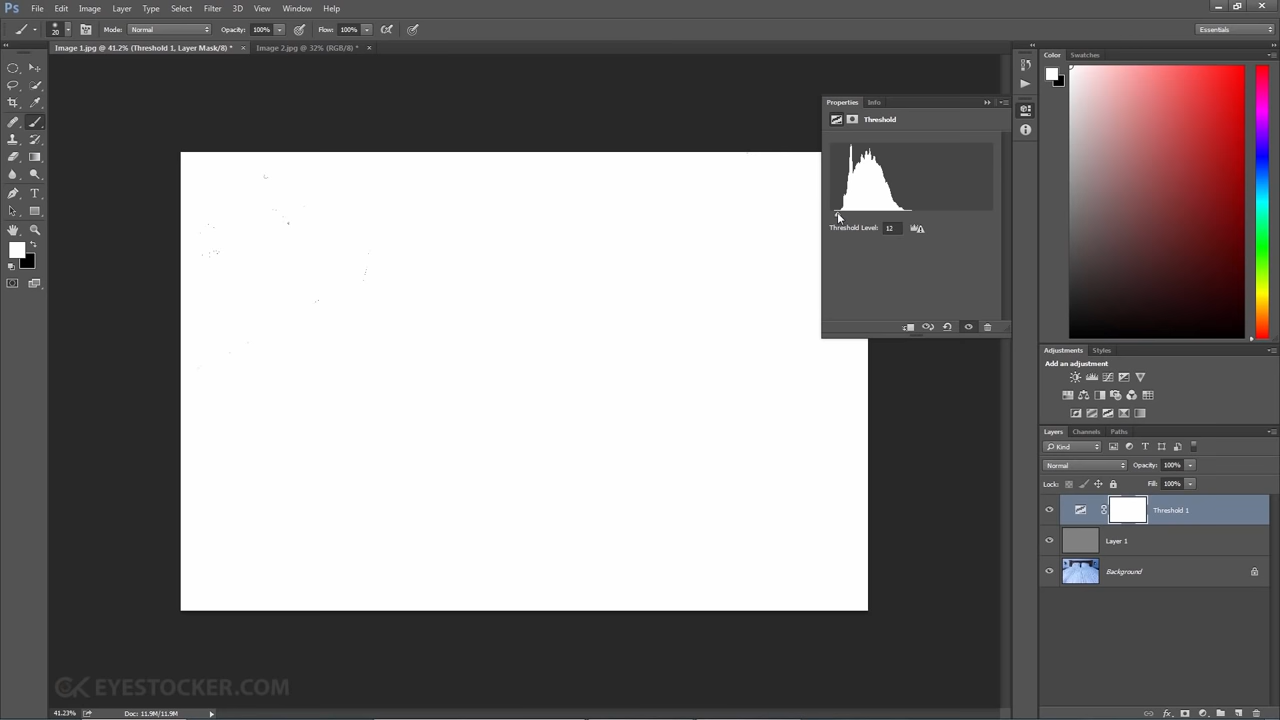 Ps File Edit Image Layer Type Select Filter 3D View Window Help
20 Mode: Normal Opacity: 100% Flow: 100% Essentials
Image 1.jpg @ 41.2% (Threshold 1, Layer Mask/8) * Image 2.jpg @ 32% (RGB/8) *
Properties Info
Threshold
Threshold Level: 12
Color Swatches
Adjustments Styles
Add an adjustment
Layers Channels Paths
Kind
Normal Opacity: 100%
Lock: Fill: 100%
Threshold 1
Layer 1
Background
EYESTOCKER.COM
41.23% Doc: 11.9M/11.9M